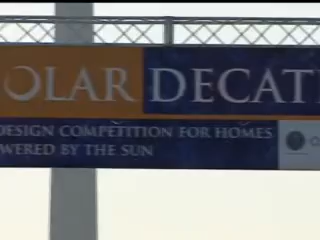 OLAR DECAT
DESIGN COMPETITION FOR HOMES
WERED BY THE SUN